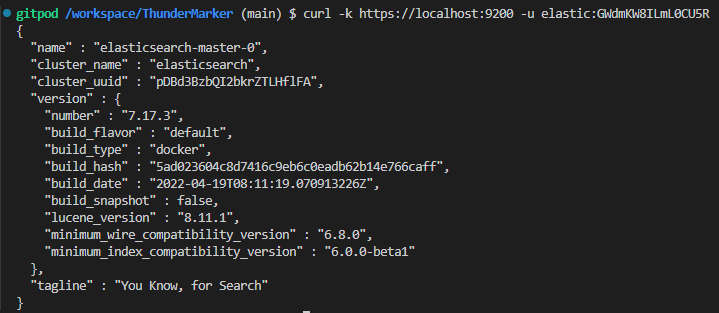 gitpod /workspace/ThunderMarker (main) $ curl -k https://localhost:9200 -u elastic:GWdmKW8ILmL0CU5R
{
  "name" : "elasticsearch-master-0",
  "cluster_name" : "elasticsearch",
  "cluster_uuid" : "pDBd3BzbQI2bkrZTLHflFA",
  "version" : {
    "number" : "7.17.3",
    "build_flavor" : "default",
    "build_type" : "docker",
    "build_hash" : "5ad023604c8d7416c9eb6c0eadb62b14e766caff",
    "build_date" : "2022-04-19T08:11:19.070913226Z",
    "build_snapshot" : false,
    "lucene_version" : "8.11.1",
    "minimum_wire_compatibility_version" : "6.8.0",
    "minimum_index_compatibility_version" : "6.0.0-beta1"
  },
  "tagline" : "You Know, for Search"
}